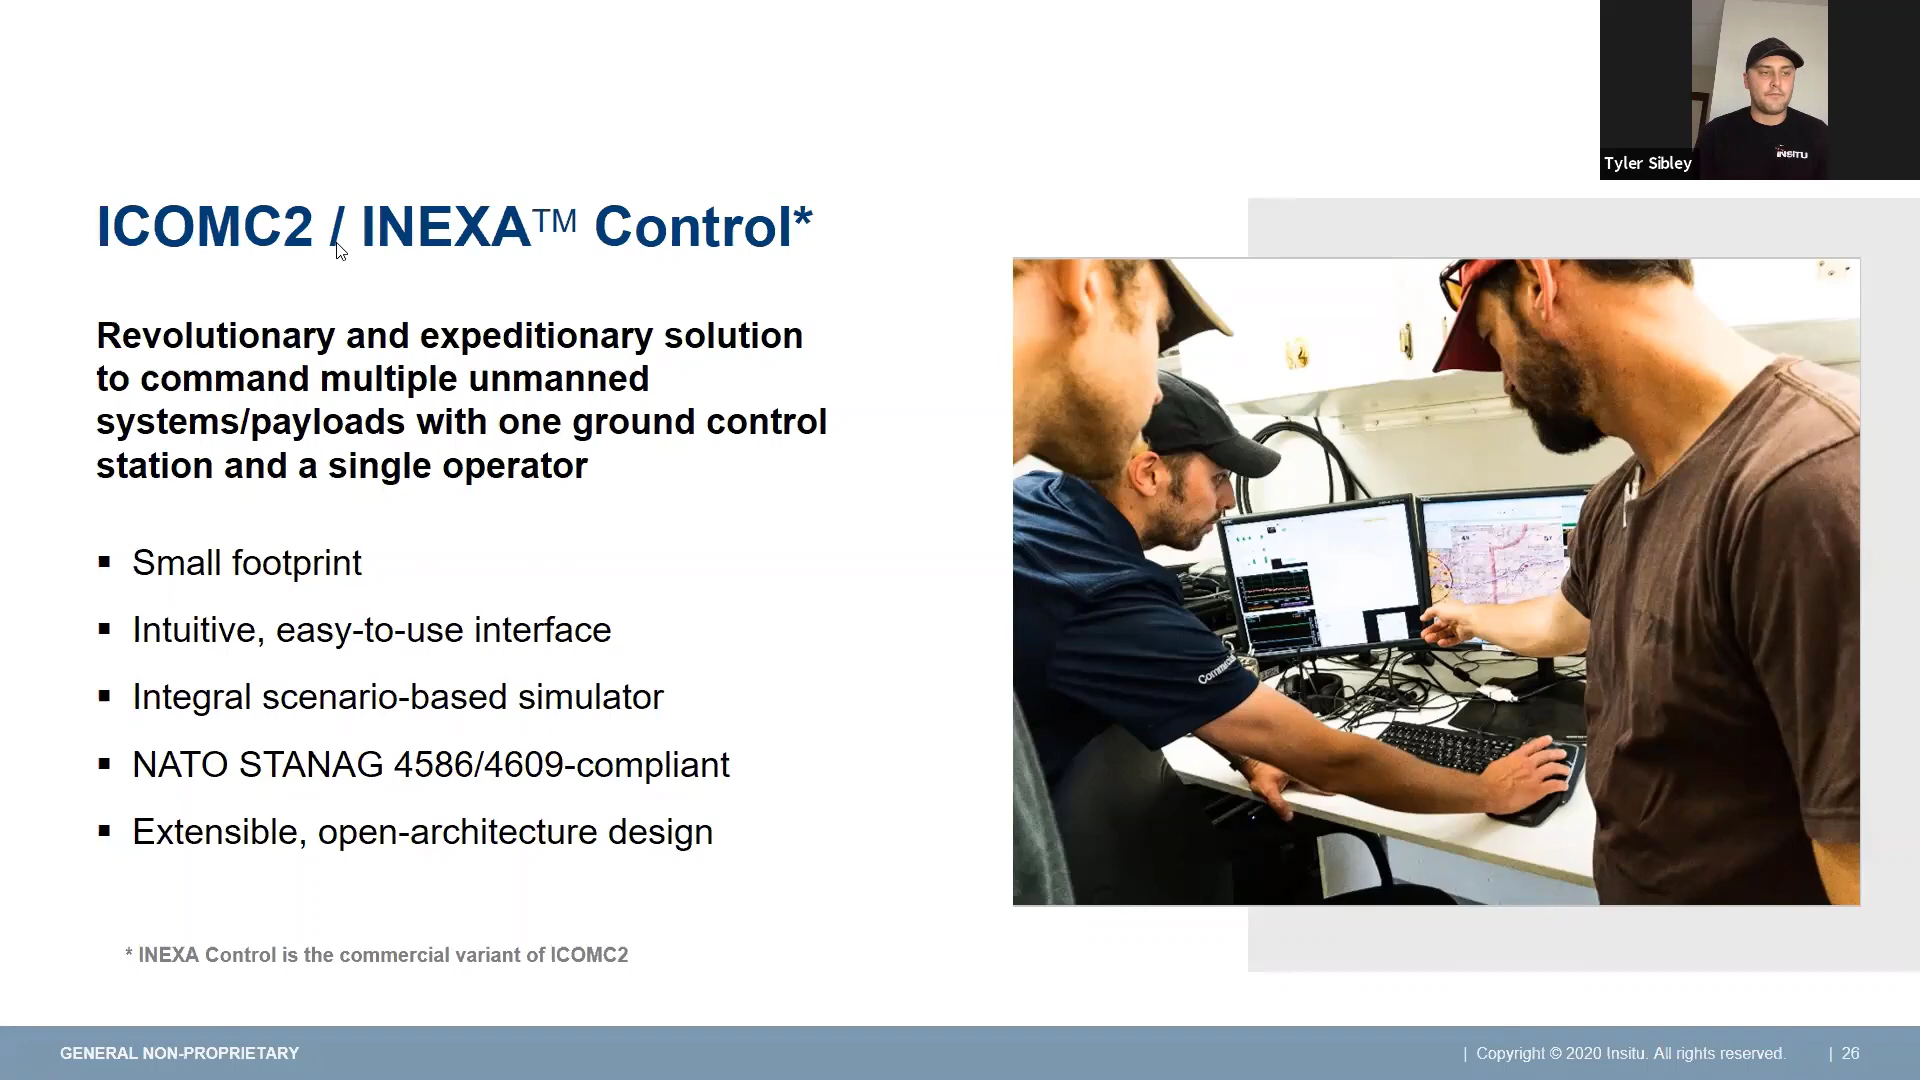 INSITU
Tyler Sibley
ICOMC2 / INEXA™ Control*
Revolutionary and expeditionary solution
to command multiple unmanned
systems/payloads with one ground control
station and a single operator
▪ Small footprint
▪ Intuitive, easy-to-use interface
▪ Integral scenario-based simulator
▪ NATO STANAG 4586/4609-compliant
▪ Extensible, open-architecture design
* INEXA Control is the commercial variant of ICOMC2
GENERAL NON-PROPRIETARY
| Copyright © 2020 Insitu. All rights reserved. | 26